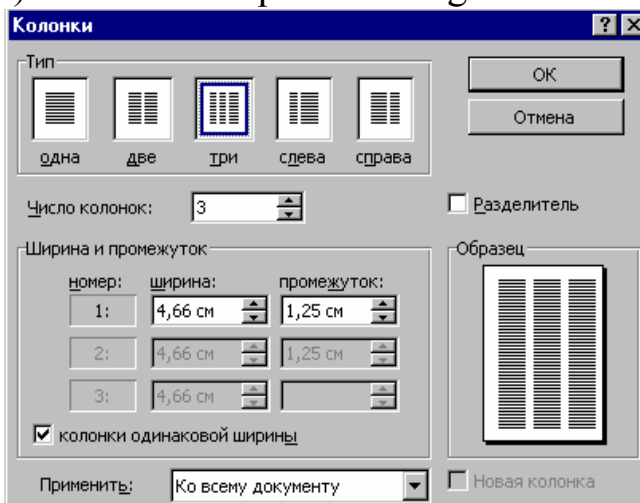 Колонки
Тип
одна две три слева справа
ОК
Отмена
Число колонок: 3
Разделитель
Ширина и промежуток
номер: ширина: промежуток:
1: 4,66 см 1,25 см
2: 4,66 см 1,25 см
3: 4,66 см
колонки одинаковой ширины
Образец
Применить: Ко всему документу
Новая колонка